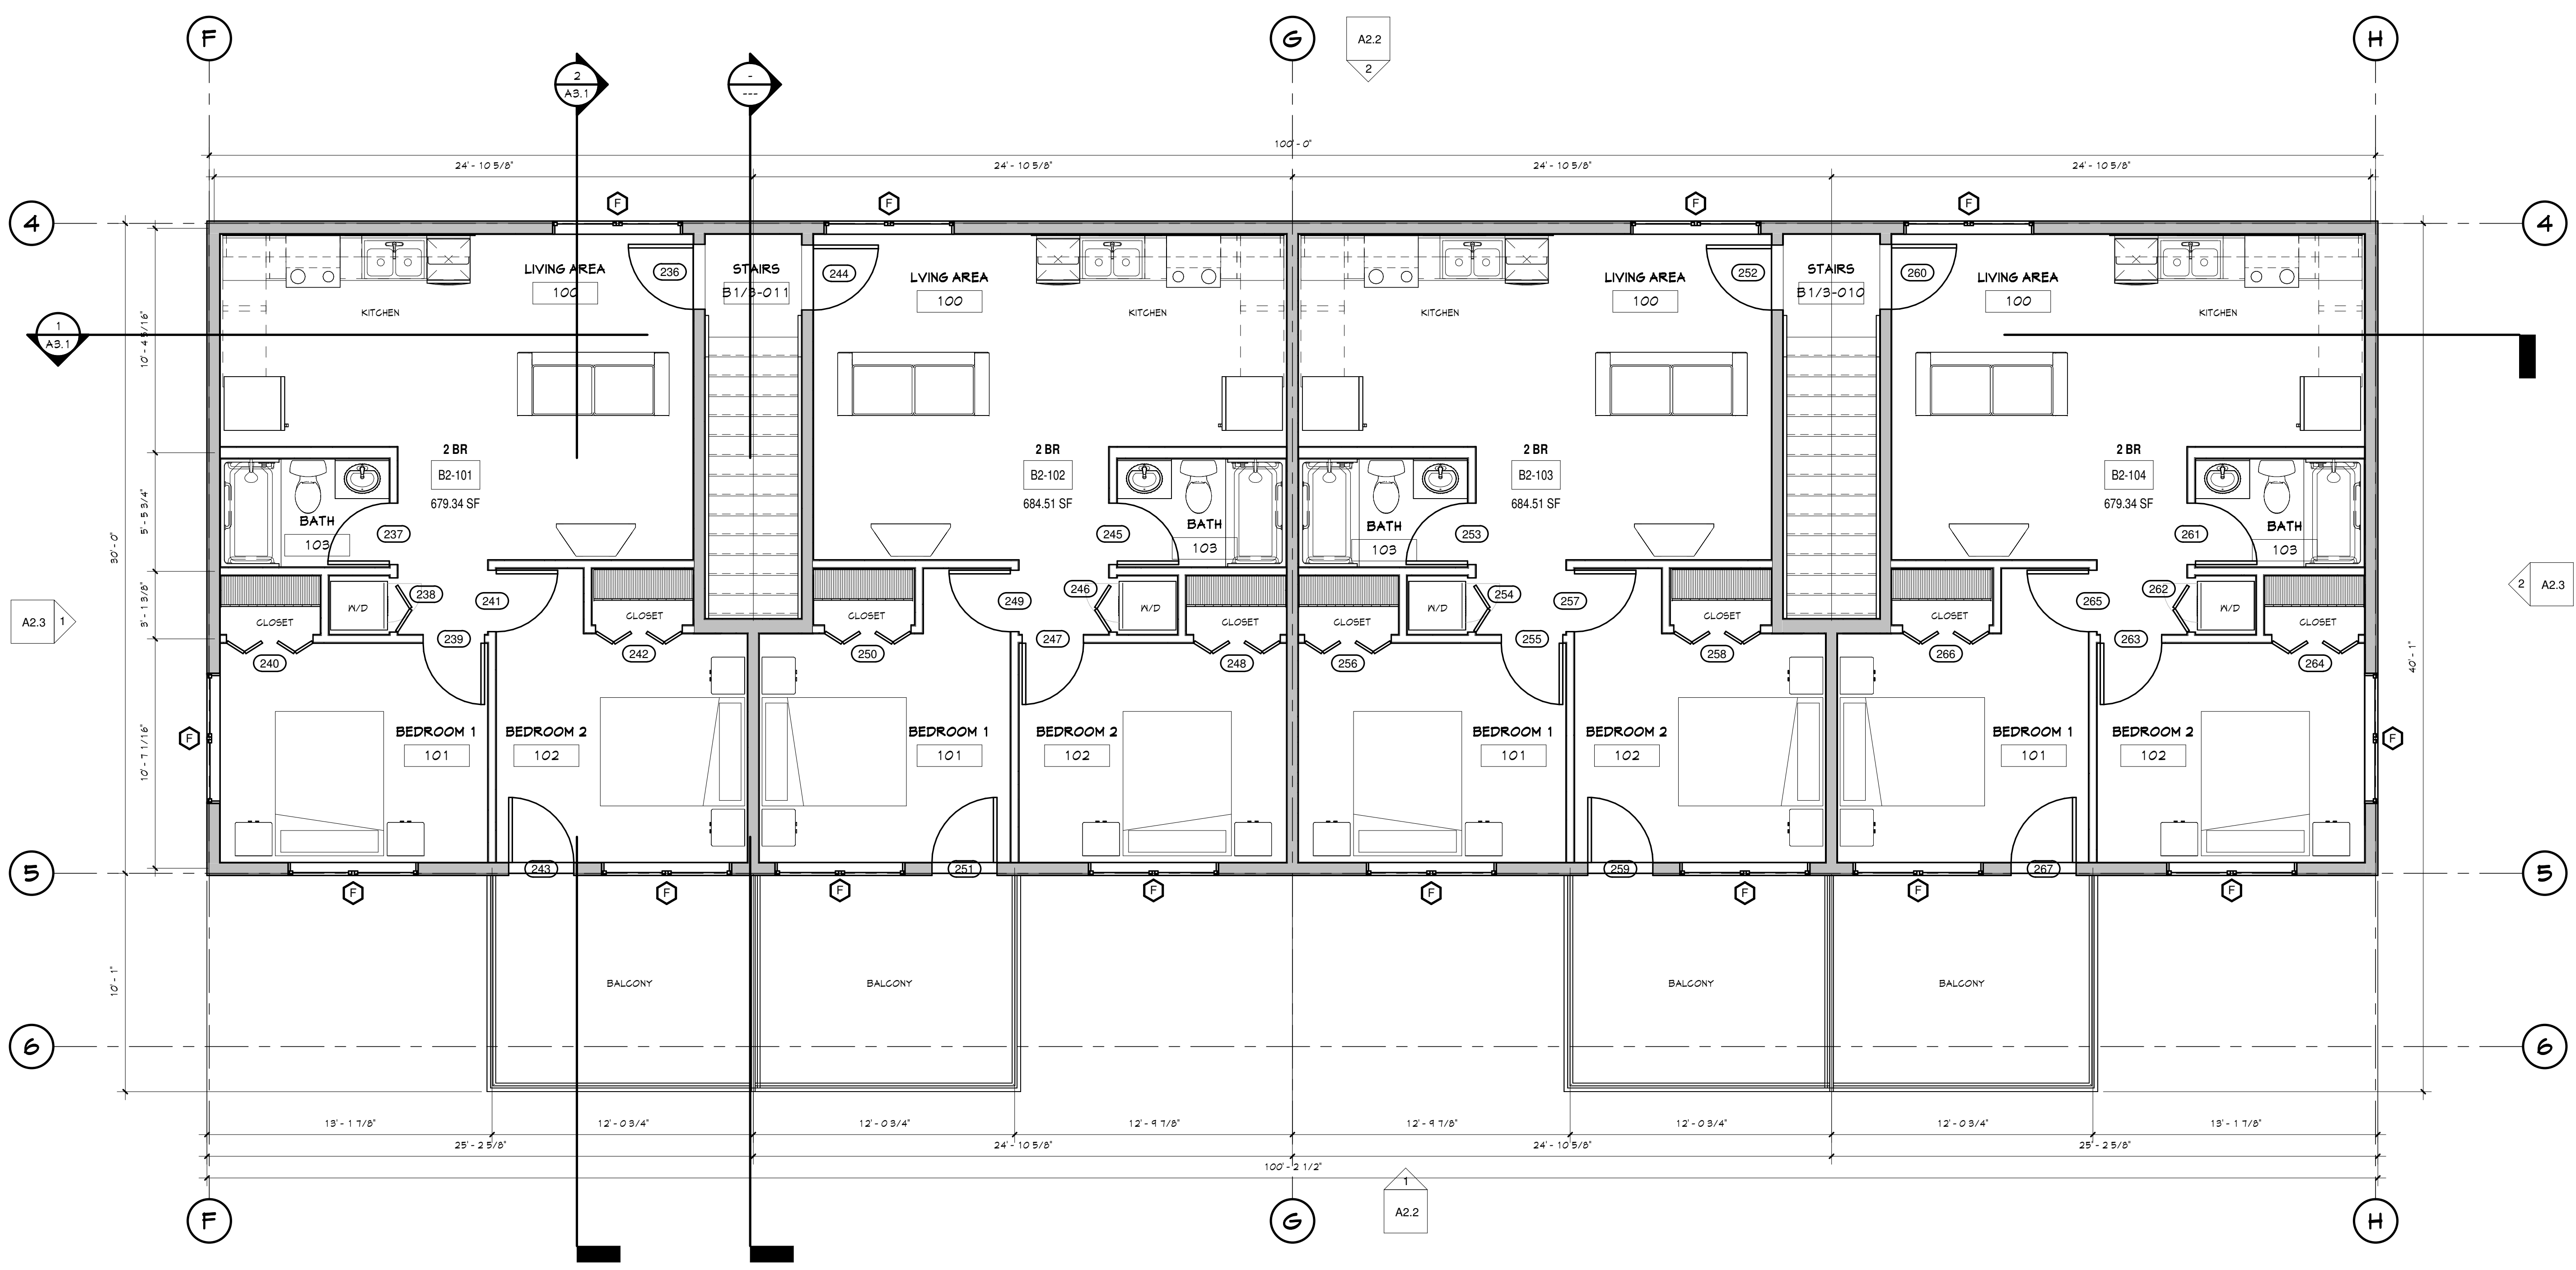 F
G
H
A2.2
2
2
A3.1
-
---
100' - 0"
24' - 10 5/8"
24' - 10 5/8"
24' - 10 5/8"
24' - 10 5/8"
F
F
F
F
4
4
236
STAIRS
B1/3-011
244
252
STAIRS
B1/3-010
260
LIVING AREA
100
LVING AREA
100
LIVING AREA
100
LIVING AREA
100
KITCHEN
KITCHEN
KITCHEN
KITCHEN
1
A3.1
10' - 4 5/16"
5' - 5 3/4"
3' - 1 3/8"
10' - 7 1/16"
30' - 0"
10' - 1"
40' - 1"
2 BR
B2-101
679.34 SF
2 BR
B2-102
684.51 SF
2 BR
B2-103
684.51 SF
2 BR
B2-104
679.34 SF
BATH
103
237
245
BATH
103
BATH
103
253
261
BATH
103
A2.3
1
2
A2.3
CLOSET
W/D
238
241
CLOSET
CLOSET
249
246
W/D
CLOSET
CLOSET
W/D
254
257
CLOSET
CLOSET
265
262
W/D
CLOSET
240
239
242
250
247
248
256
255
258
266
263
264
F
BEDROOM 1
101
BEDROOM 2
102
BEDROOM 1
101
BEDROOM 2
102
BEDROOM 1
101
BEDROOM 2
102
BEDROOM 1
101
BEDROOM 2
102
F
5
243
251
259
267
5
F
F
F
F
F
F
F
F
BALCONY
BALCONY
BALCONY
BALCONY
6
6
13' - 1 7/8"
12' - 0 3/4"
12' - 0 3/4"
12' - 9 7/8"
12' - 9 7/8"
12' - 0 3/4"
12' - 0 3/4"
13' - 1 7/8"
25' - 2 5/8"
24' - 10 5/8"
24' - 10 5/8"
25' - 2 5/8"
100' - 2 1/2"
1
A2.2
F
G
H